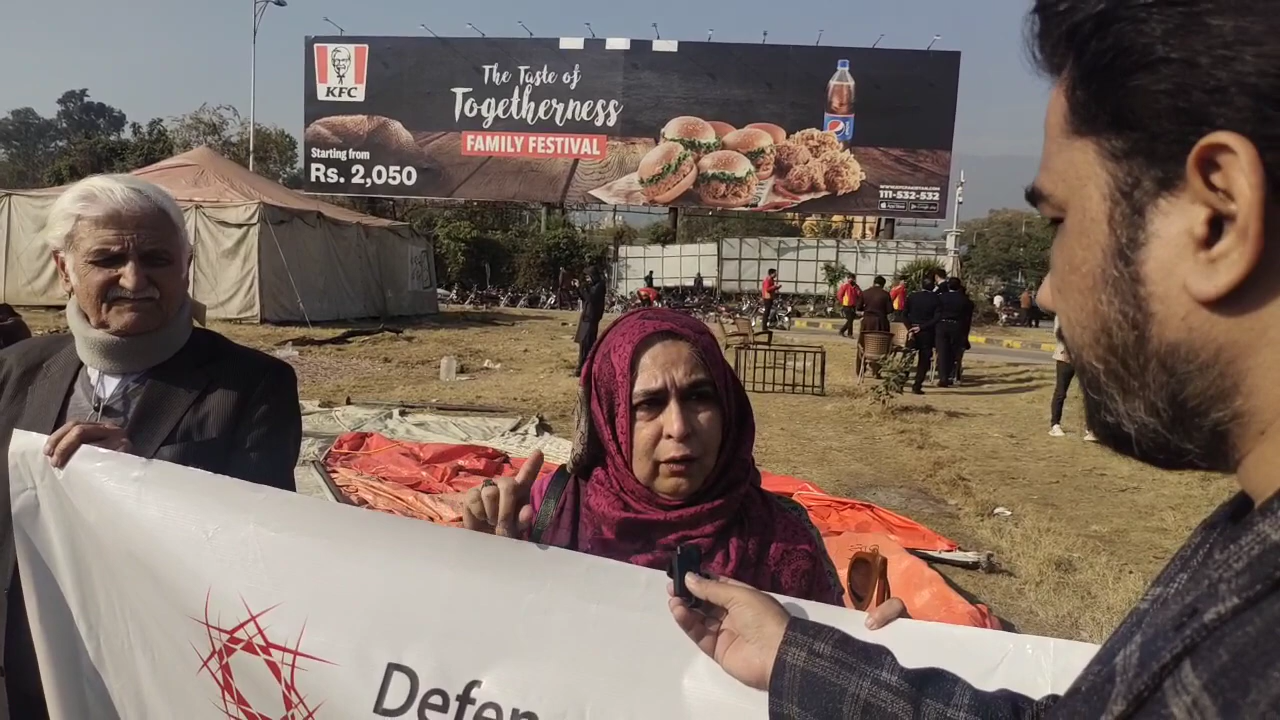 KFC
The Taste of
Togetherness
FAMILY FESTIVAL
Starting from
Rs. 2,050
pepsi
111-532-532
Defen